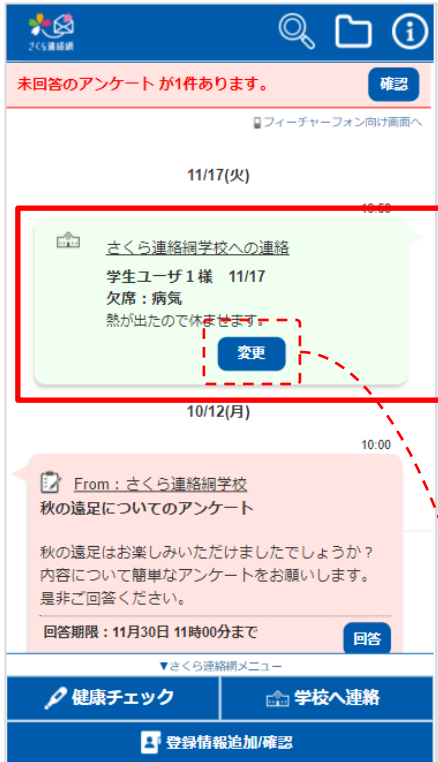 さくら連絡網
未回答のアンケート が1件あります。
確認
フィーチャーフォン向け画面へ
11/17(火)
さくら連絡網学校への連絡
学生ユーザ１様 11/17
欠席：病気
熱が出たので休ませます。
変更
10/12(月)
10:00
From：さくら連絡網学校
秋の遠足についてのアンケート
秋の遠足はお楽しみいただけましたでしょうか？
内容について簡単なアンケートをお願いします。
是非ご回答ください。
回答期限：11月30日 11時00分まで
回答
▼さくら連絡網メニュー
健康チェック
学校へ連絡
登録情報追加/確認